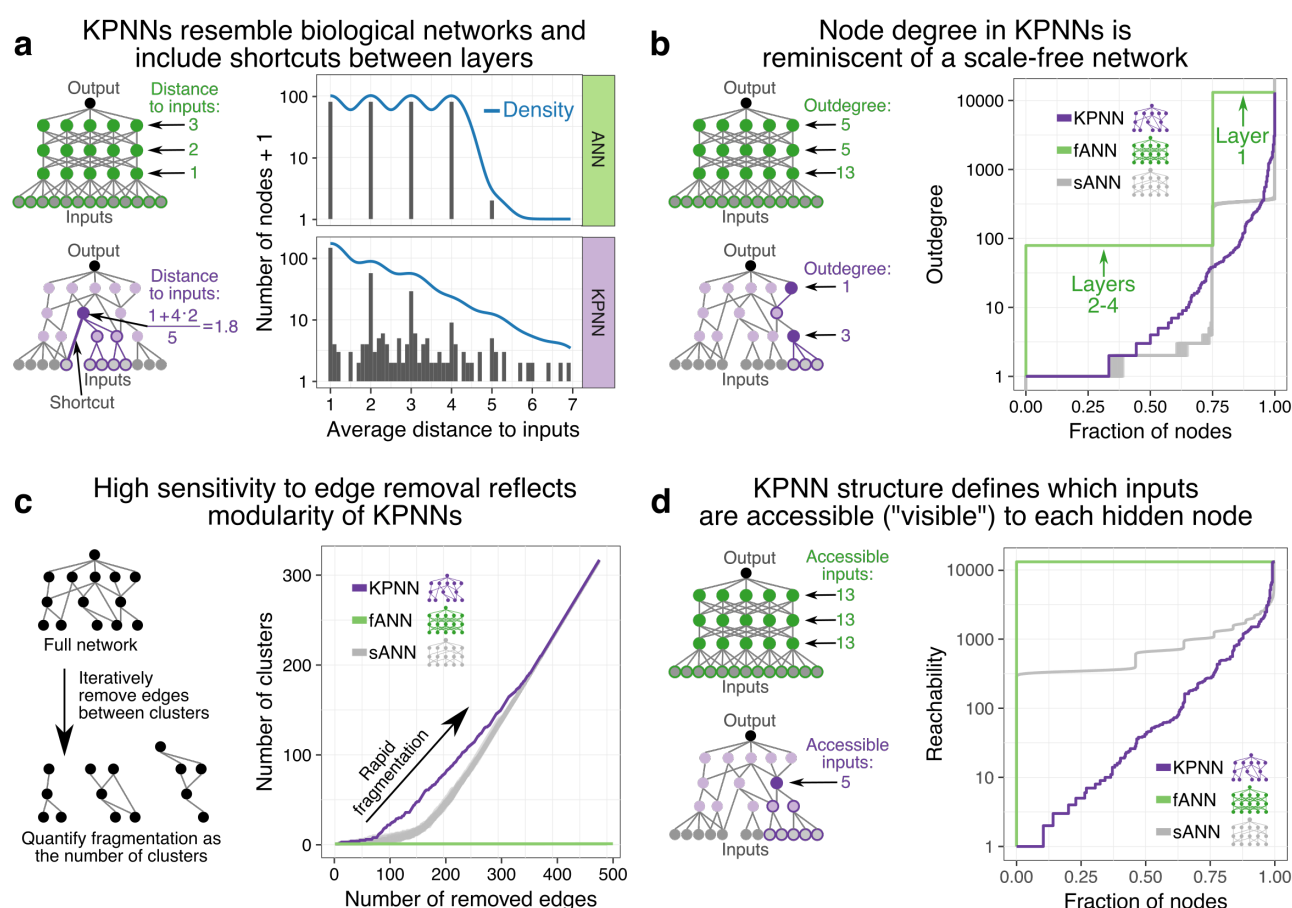 a
KPNNs resemble biological networks and
include shortcuts between layers
Output
Distance
to inputs:
3
2
1
Inputs
Output
Distance
to inputs:
1+4·2
5
=1.8
Inputs
Shortcut
Number of nodes + 1
100
10
1
Density
ANN
100
10
1
KPNN
1 2 3 4 5 6 7
Average distance to inputs
b
Node degree in KPNNs is
reminiscent of a scale-free network
Output
Outdegree:
5
5
13
Inputs
Output
Outdegree:
1
3
Inputs
Outdegree
10000
1000
100
10
1
KPNN
fANN
sANN
Layer
1
Layers
2-4
0.00 0.25 0.50 0.75 1.00
Fraction of nodes
c
High sensitivity to edge removal reflects
modularity of KPNNs
Full network
Iteratively
remove edges
between clusters
Quantify fragmentation as
the number of clusters
Number of clusters
300
200
100
0
KPNN
fANN
sANN
Rapid
fragmentation
0 100 200 300 400 500
Number of removed edges
d
KPNN structure defines which inputs
are accessible ("visible") to each hidden node
Output
Accessible
inputs:
13
13
13
Inputs
Output
Accessible
inputs:
5
Inputs
Reachability
10000
1000
100
10
1
KPNN
fANN
sANN
0.00 0.25 0.50 0.75 1.00
Fraction of nodes